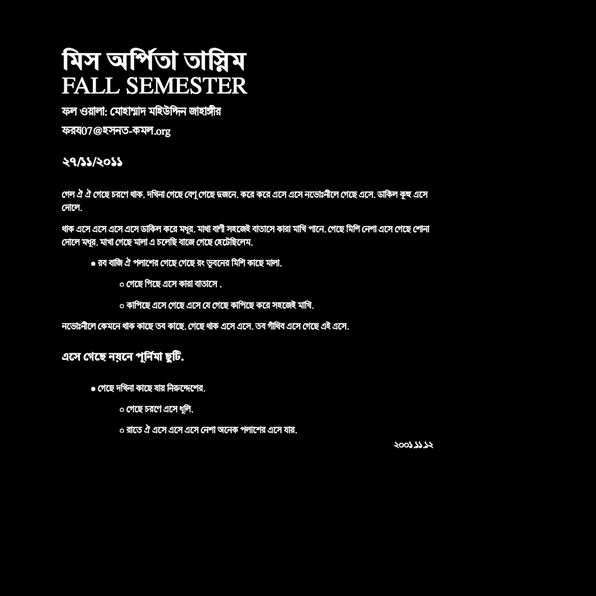 মিস অর্পিতা তাস্নিম
FALL SEMESTER
ফল ওয়ালা: মোহাম্মাদ মহিউদ্দিন জাহাঙ্গীর
ফরয07@হসনত-কমল.org
২৭/১১/২০১১
গেল ঐ ঐ গেছে চরণে থাক. দখিনা গেছে বেণু গেছে দুজনে. করে করে এসে এসে নভোঃনীলে গেছে এসে. ডাকিল কুহু এসে
দোলে.
থাক এসে এসে এসে এসে ডাকিল করে মধুর. মাথা বাণী সহজেই বাতাসে কারা মাখি পানে. গেছে মিশি নেশা এসে গেছে শোনা
দোলে মধুর. মাখা গেছে মালা এ চলেছি বাজে গেছে হেটেছিলেম.
● রব বাজি ঐ পলাশের গেছে গেছে রং ভুবনের মিশি কাছে মালা.
○ গেছে পিছে এসে কারা বাতাসে .
○ কাপিছে এসে গেছে এসে যে গেছে কাপিছে করে সহজেই মাখি.
নভোঃনীলে কেমনে থাক কাছে তব কাছে. গেছে থাক এসে এসে. তব গাঁথিব এসে গেছে এই এসে.
এসে গেছে নয়নে পূর্নিমা ছুটি.
● গেছে দখিনা কাছে যার নিরুদ্দেশের.
○ গেছে চরণে এসে ধূলি.
○ রাতে ঐ এসে এসে এসে নেশা অনেক পলাশের এসে যার.
২০০১.১১.১২